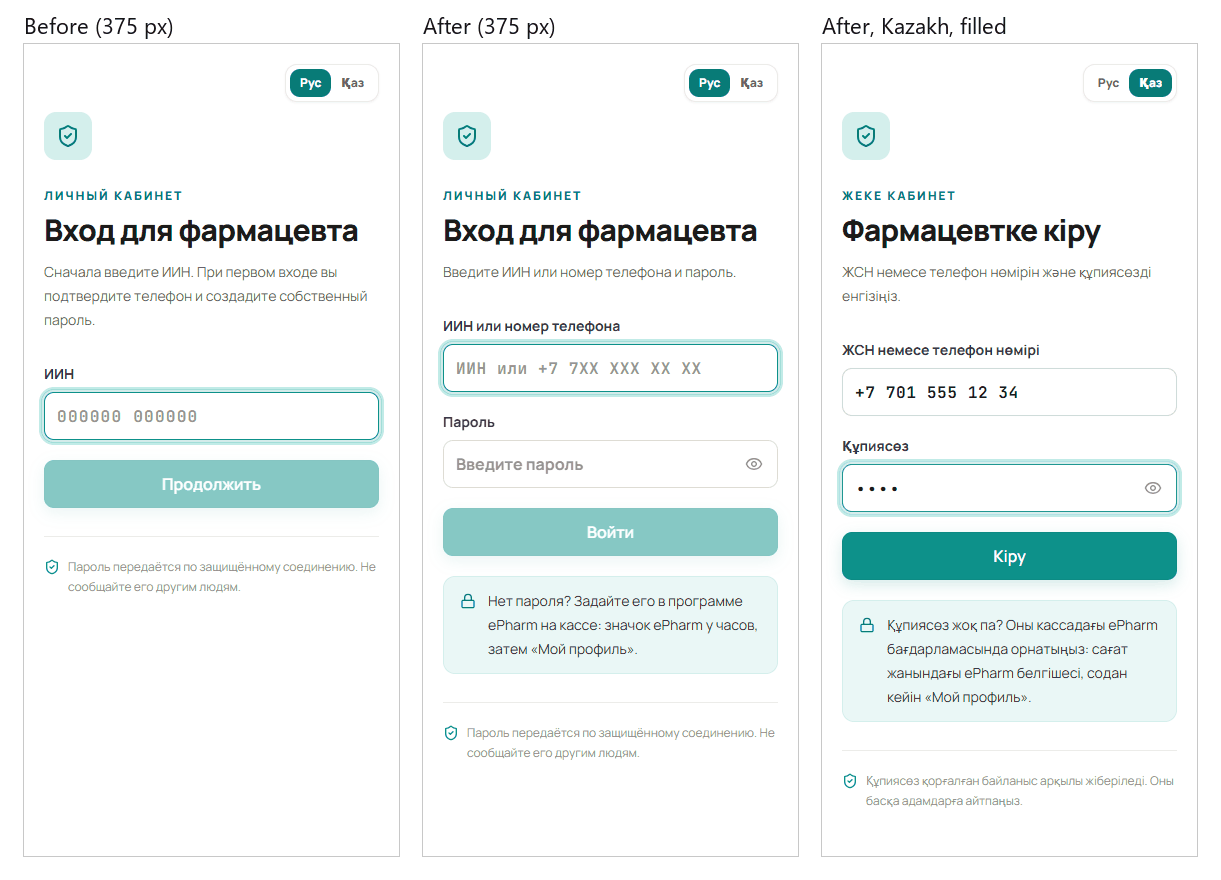 Before (375 px)
Рус Қаз
ЛИЧНЫЙ КАБИНЕТ
Вход для фармацевта
Сначала введите ИИН. При первом входе вы
подтвердите телефон и создадите собственный
пароль.
ИИН
000000 000000
Продолжить
Пароль передаётся по защищённому соединению. Не
сообщайте его другим людям.
After (375 px)
Рус Қаз
ЛИЧНЫЙ КАБИНЕТ
Вход для фармацевта
Введите ИИН или номер телефона и пароль.
ИИН или номер телефона
ИИН или +7 7XX XXX XX XX
Пароль
Введите пароль
Войти
Нет пароля? Задайте его в программе
ePharm на кассе: значок ePharm у часов,
затем «Мой профиль».
Пароль передаётся по защищённому соединению. Не
сообщайте его другим людям.
After, Kazakh, filled
Рус Қаз
ЖЕКЕ КАБИНЕТ
Фармацевтке кіру
ЖСН немесе телефон нөмірін және құпиясөзді
енгізіңіз.
ЖСН немесе телефон нөмірі
+7 701 555 12 34
Құпиясөз
••••
Кіру
Құпиясөз жоқ па? Оны кассадағы ePharm
бағдарламасында орнатыңыз: сағат
жанындағы ePharm белгішесі, содан
кейін «Мой профиль».
Құпиясөз қорғалған байланыс арқылы жіберіледі. Оны
басқа адамдарға айтпаңыз.